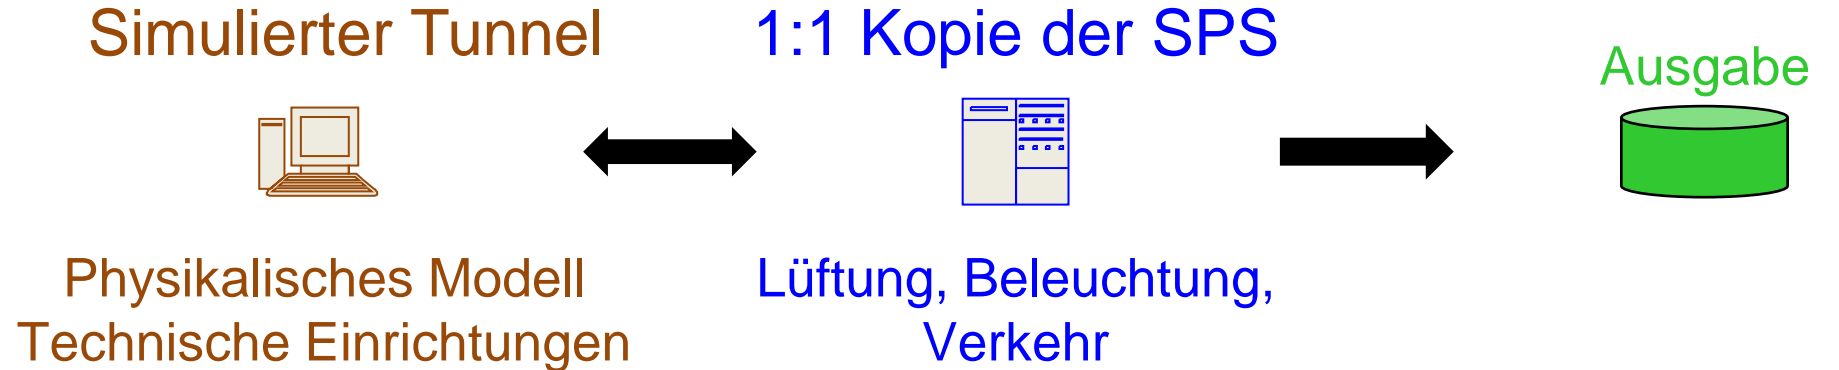 Simulierter Tunnel
1:1 Kopie der SPS
Ausgabe
Physikalisches Modell
Technische Einrichtungen
Lüftung, Beleuchtung,
Verkehr